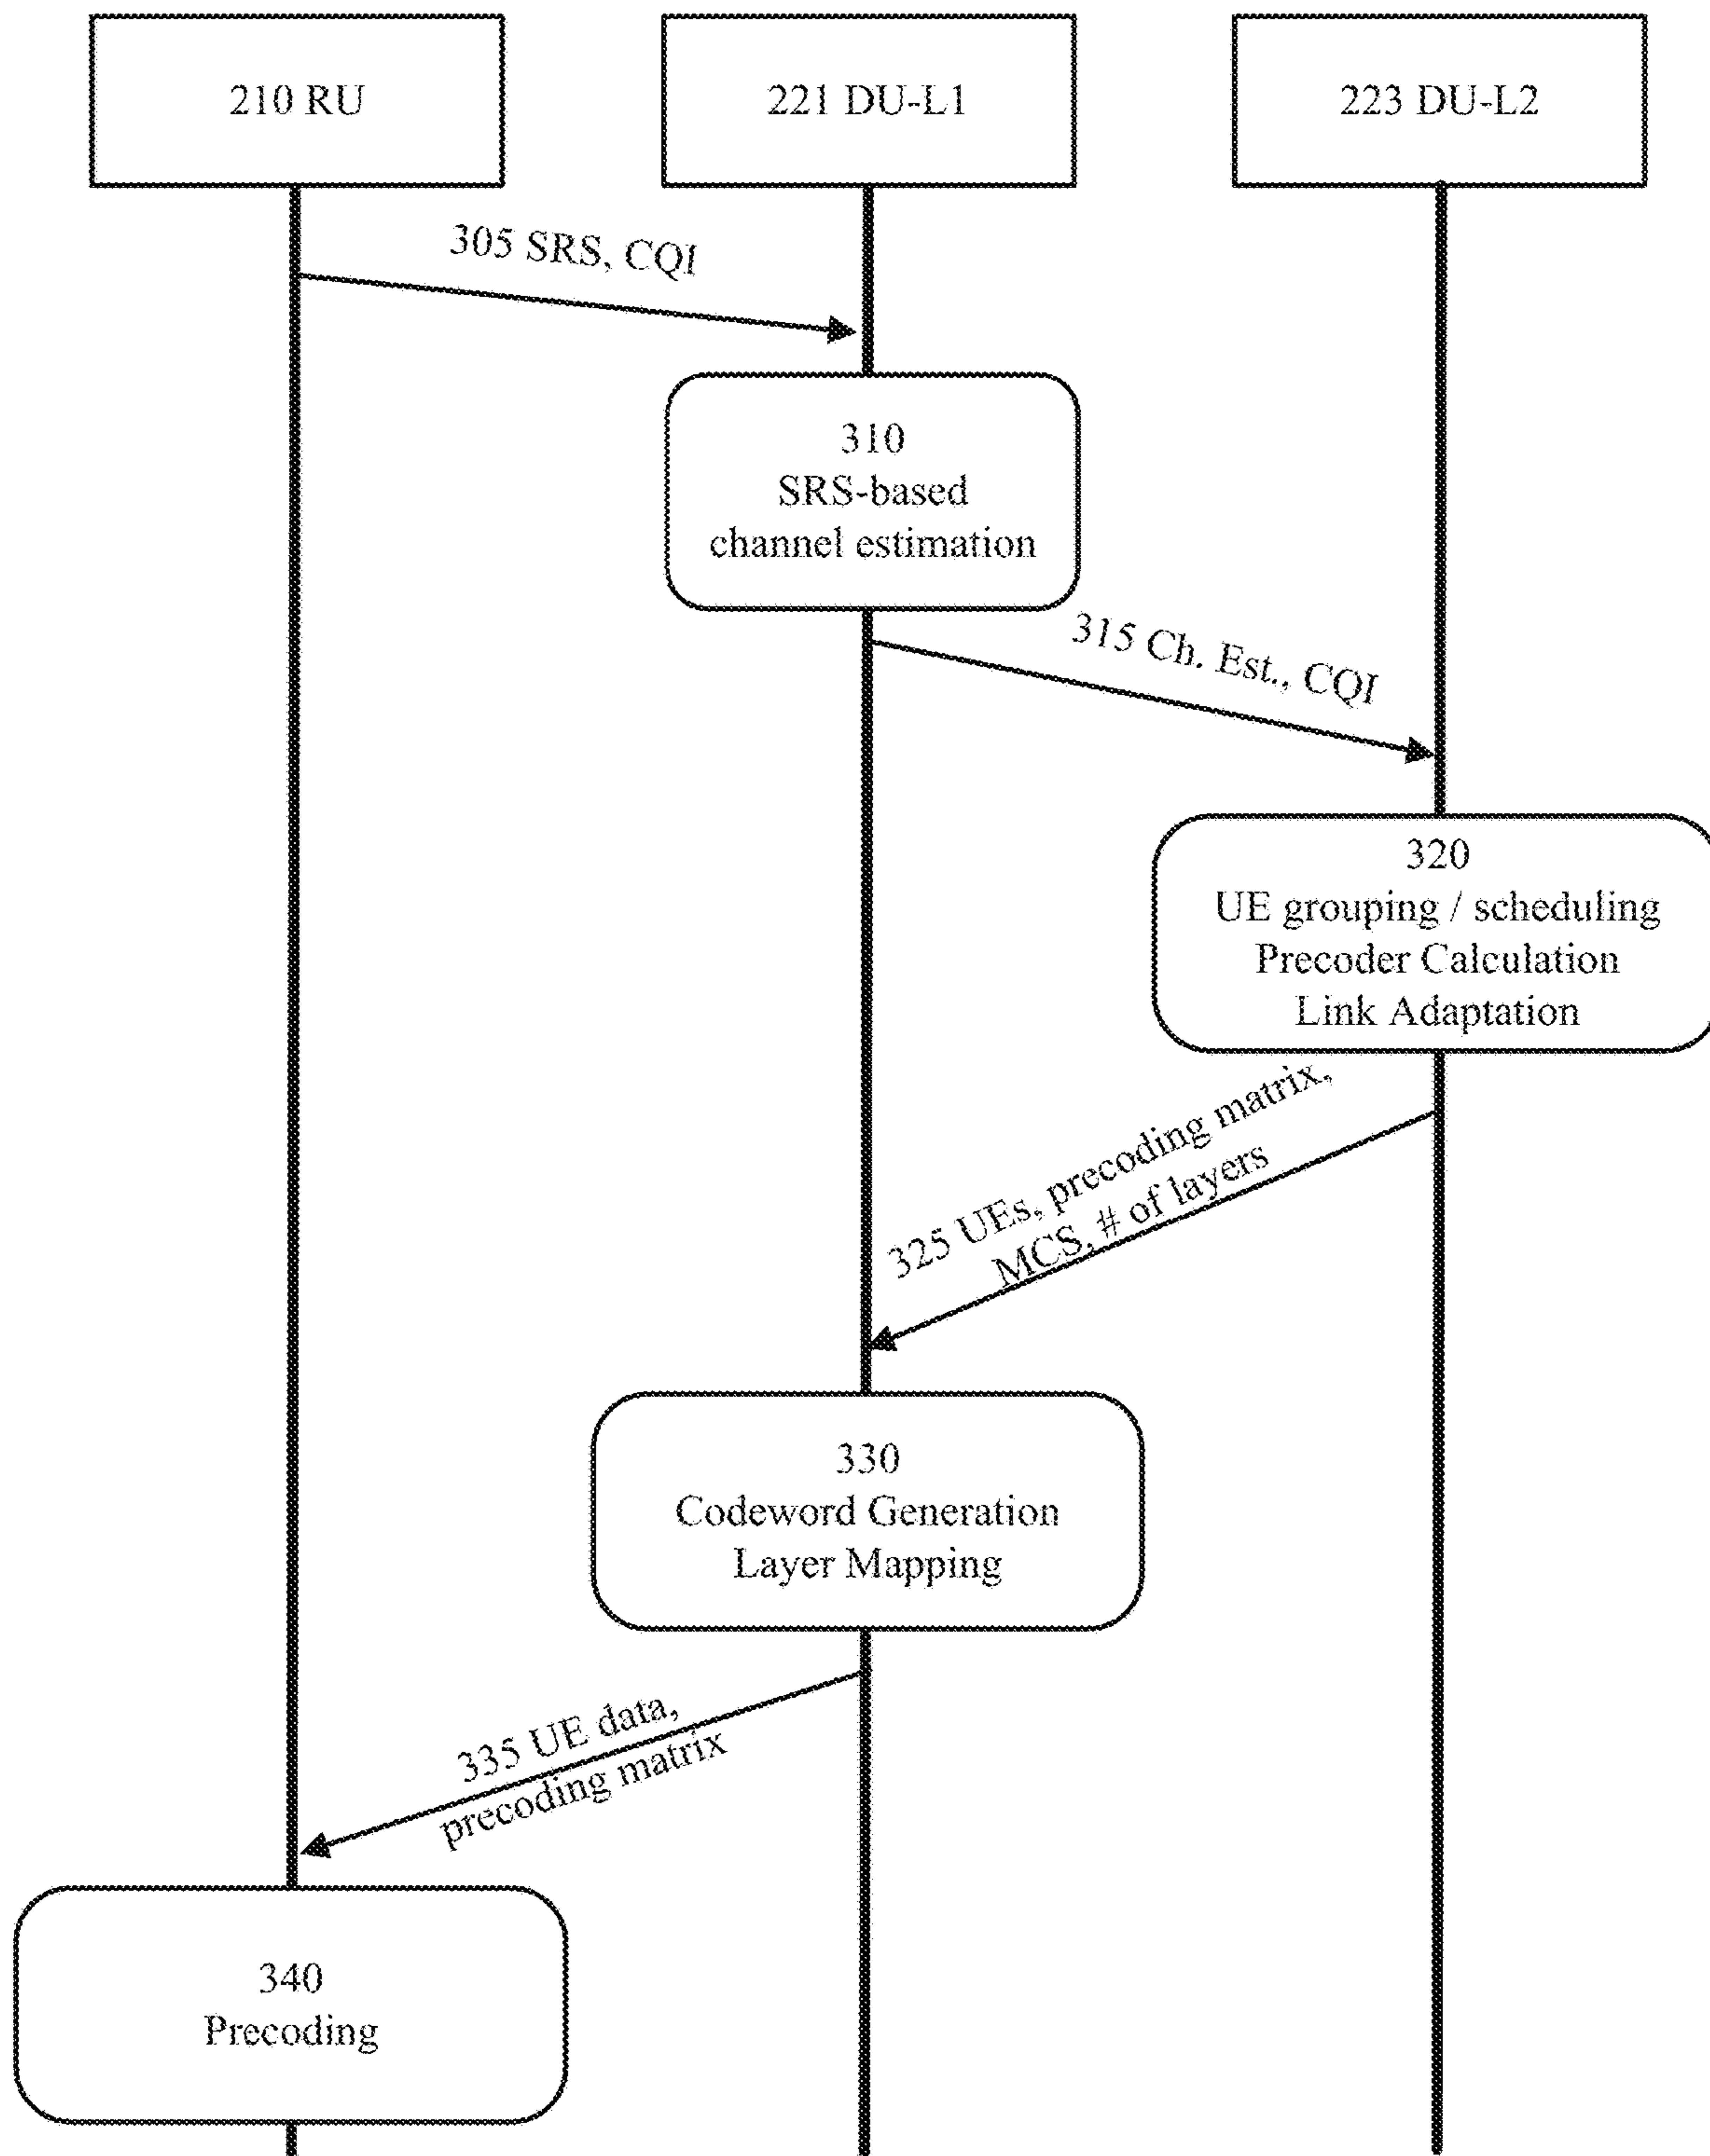 210 RU
221 DU-L1
223 DU-L2
305 SRS, CQI
310
SRS-based
channel estimation
315 Ch. Est., CQI
320
UE grouping / scheduling
Precoder Calculation
Link Adaptation
325 UEs, precoding matrix,
MCS, # of layers
330
Codeword Generation
Layer Mapping
335 UE data,
precoding matrix
340
Precoding